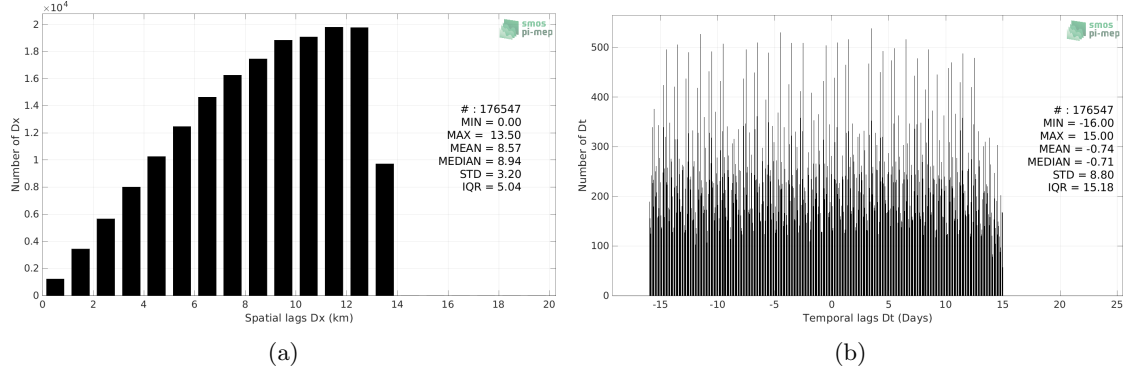 ×10⁴
2
1.8
1.6
1.4
1.2
1
0.8
0.6
0.4
0.2
0
Number of Dx
0 2 4 6 8 10 12 14 16 18 20
Spatial lags Dx (km)
smos
pi-mep
# : 176547
MIN = 0.00
MAX = 13.50
MEAN = 8.57
MEDIAN = 8.94
STD = 3.20
IQR = 5.04
(a)
500
400
300
200
100
0
Number of Dt
-15 -10 -5 0 5 10 15 20 25
Temporal lags Dt (Days)
smos
pi-mep
# : 176547
MIN = -16.00
MAX = 15.00
MEAN = -0.74
MEDIAN = -0.71
STD = 8.80
IQR = 15.18
(b)